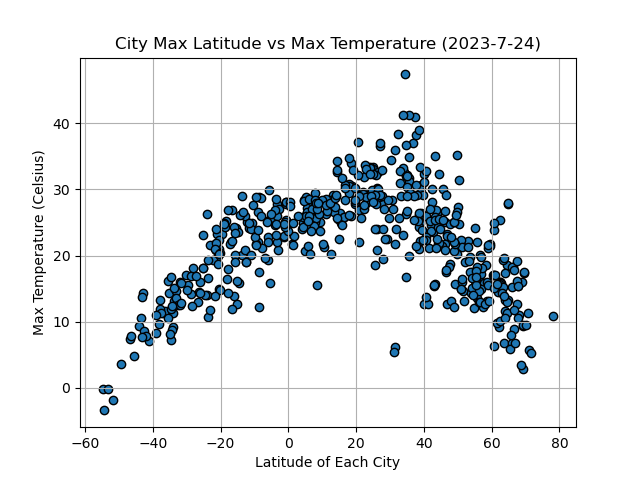 City Max Latitude vs Max Temperature (2023-7-24)
40
30
20
10
0
Max Temperature (Celsius)
−60 −40 −20 0 20 40 60 80
Latitude of Each City